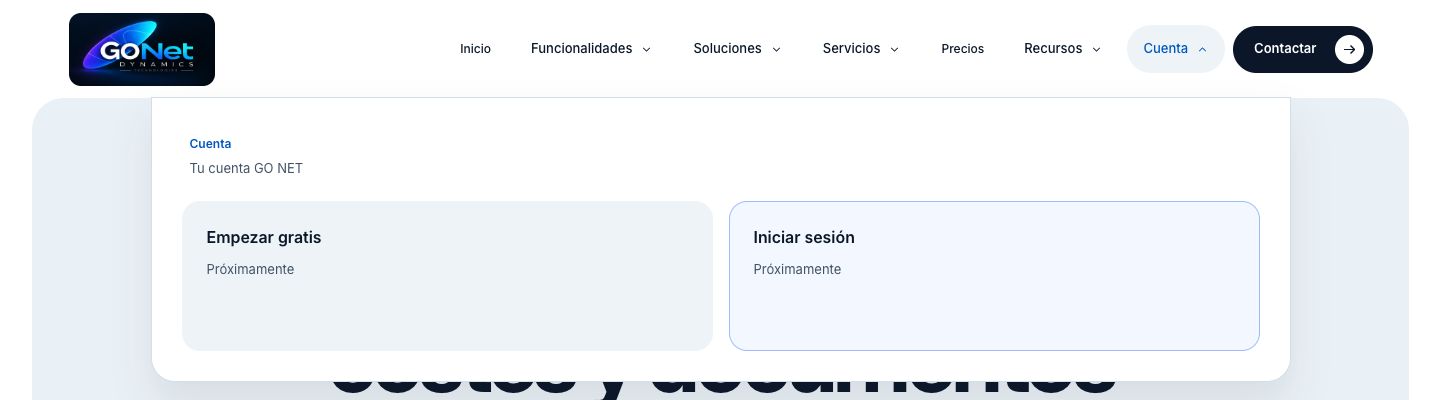 GONet
DYNAMICS
TECHNOLOGIES
Inicio
Funcionalidades
Soluciones
Servicios
Precios
Recursos
Cuenta
Contactar
Cuenta
Tu cuenta GO NET
Empezar gratis
Próximamente
Iniciar sesión
Próximamente